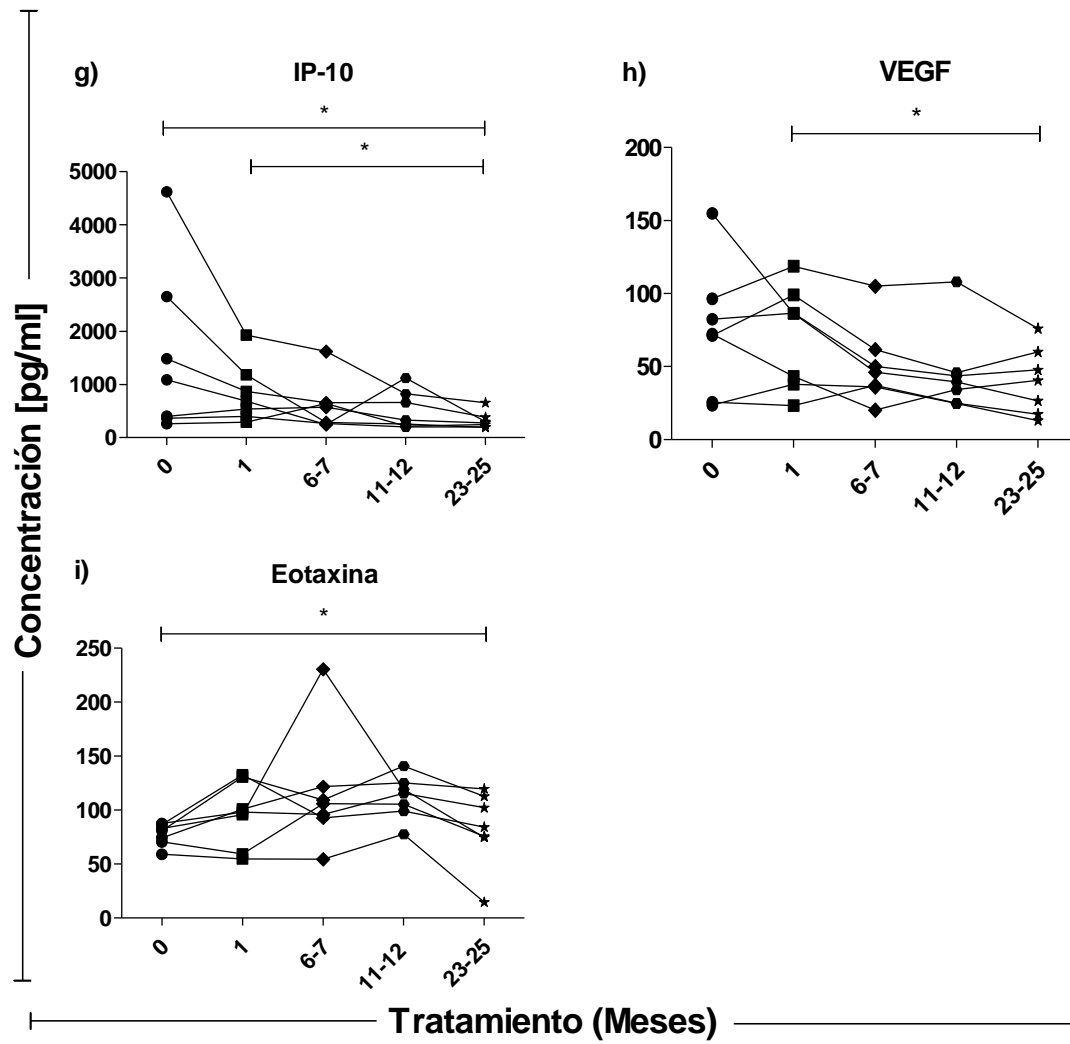 g) IP-10
*
*
5000
4000
3000
2000
1000
0
0 1 6-7 11-12 23-25
h) VEGF
*
200
150
100
50
0
0 1 6-7 11-12 23-25
i) Eotaxina
*
250
200
150
100
50
0
0 1 6-7 11-12 23-25
Concentración [pg/ml]
Tratamiento (Meses)